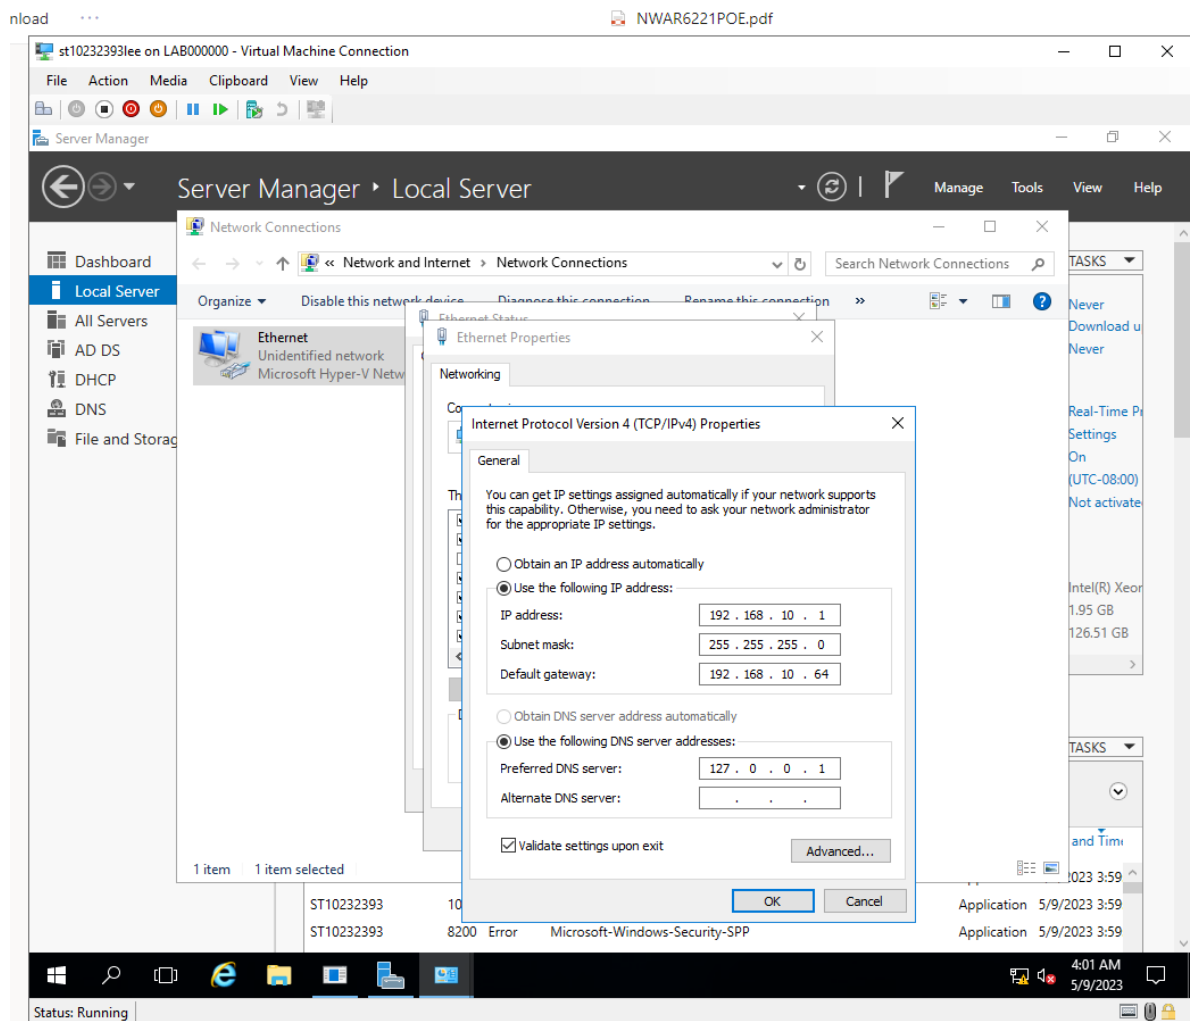 nload ...
NWAR6221POE.pdf
st10232393lee on LAB000000 - Virtual Machine Connection
File Action Media Clipboard View Help
Server Manager
Server Manager ‣ Local Server
Manage Tools View Help
Network Connections
« Network and Internet › Network Connections
Search Network Connections
Organize
Disable this network device Diagnose this connection Rename this connection »
Dashboard
Local Server
All Servers
AD DS
DHCP
DNS
File and Storag
Ethernet
Unidentified network
Microsoft Hyper-V Netw
Ethernet Status
Ethernet Properties
Networking
Co
Th
Internet Protocol Version 4 (TCP/IPv4) Properties
General
You can get IP settings assigned automatically if your network supports
this capability. Otherwise, you need to ask your network administrator
for the appropriate IP settings.
Obtain an IP address automatically
Use the following IP address:
IP address: 192 . 168 . 10 . 1
Subnet mask: 255 . 255 . 255 . 0
Default gateway: 192 . 168 . 10 . 64
Obtain DNS server address automatically
Use the following DNS server addresses:
Preferred DNS server: 127 . 0 . 0 . 1
Alternate DNS server: . . .
Validate settings upon exit
Advanced...
OK Cancel
TASKS
Never
Download u
Never
Real-Time Pr
Settings
On
(UTC-08:00)
Not activate
Intel(R) Xeor
1.95 GB
126.51 GB
TASKS
and Time
1 item 1 item selected
2023 3:59
ST10232393 10 Application 5/9/2023 3:59
ST10232393 8200 Error Microsoft-Windows-Security-SPP Application 5/9/2023 3:59
4:01 AM
5/9/2023
Status: Running